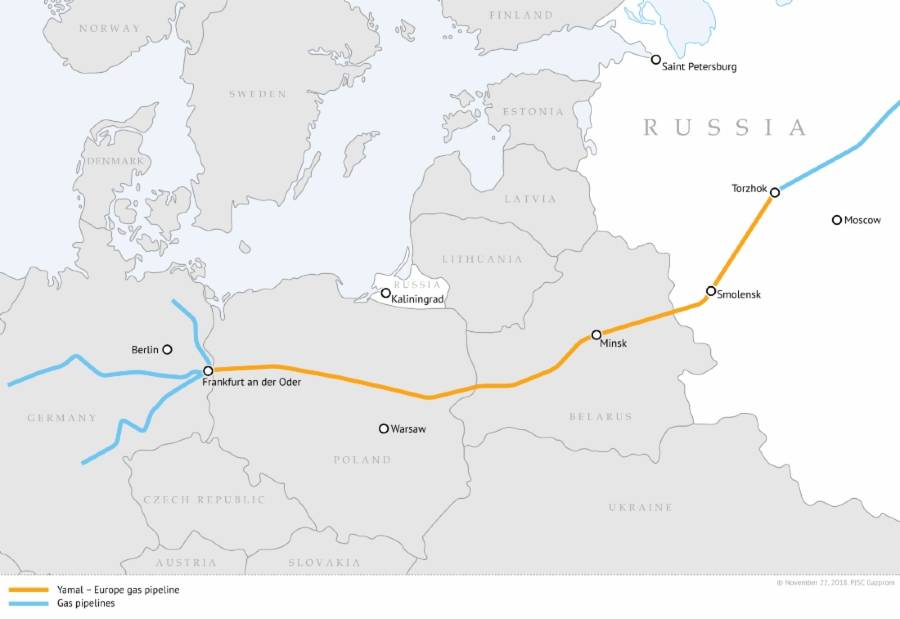 NORWAY
FINLAND
Saint Petersburg
SWEDEN
ESTONIA
RUSSIA
DENMARK
Torzhok
LATVIA
Moscow
LITHUANIA
RUSSIA
Kaliningrad
Smolensk
Minsk
Berlin
Frankfurt an der Oder
GERMANY
BELARUS
Warsaw
POLAND
CZECH REPUBLIC
UKRAINE
AUSTRIA
SLOVAKIA
Yamal – Europe gas pipeline
Gas pipelines
© November 22, 2018. PJSC Gazprom